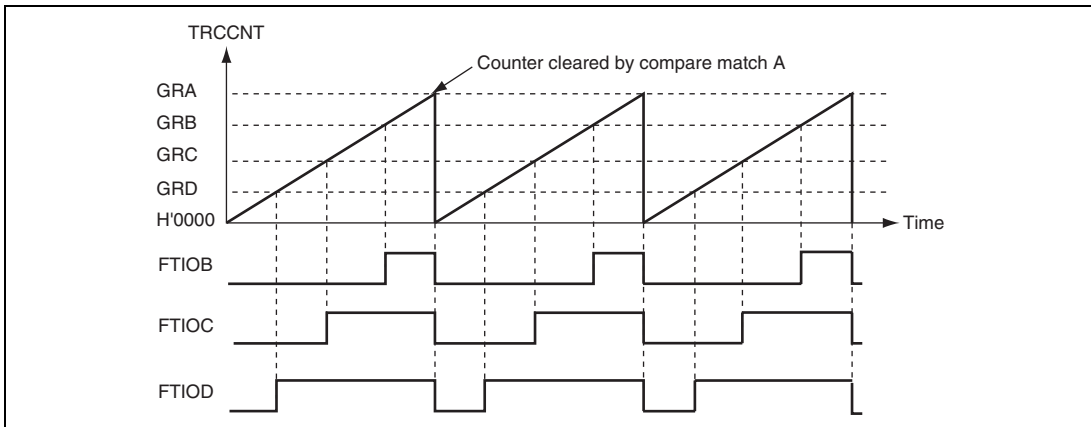 TRCCNT
Counter cleared by compare match A
GRA
GRB
GRC
GRD
H'0000
Time
FTIOB
FTIOC
FTIOD